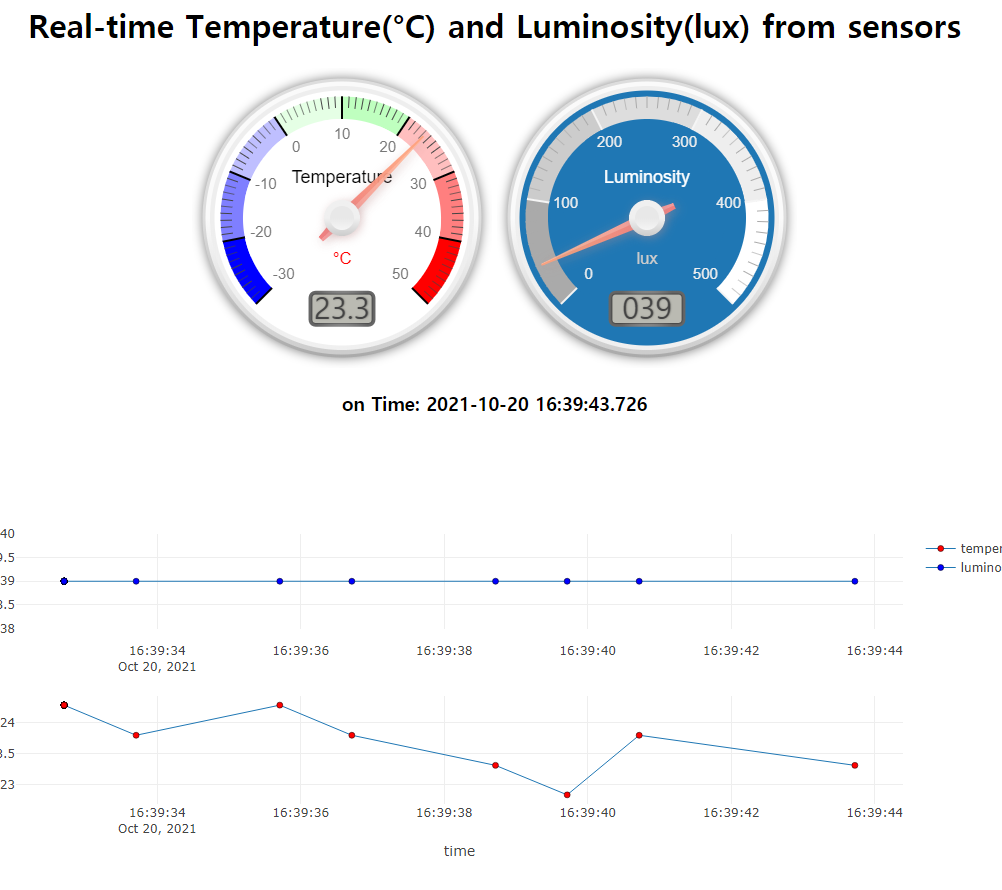 Real-time Temperature(°C) and Luminosity(lux) from sensors
-30 -20 -10 0 10 20 30 40 50
Temperature
°C
23.3
0 100 200 300 400 500
Luminosity
lux
039
on Time: 2021-10-20 16:39:43.726
40
9.5
39
8.5
38
temper
lumino
16:39:34 16:39:36 16:39:38 16:39:40 16:39:42 16:39:44
Oct 20, 2021
24
3.5
23
16:39:34 16:39:36 16:39:38 16:39:40 16:39:42 16:39:44
Oct 20, 2021
time